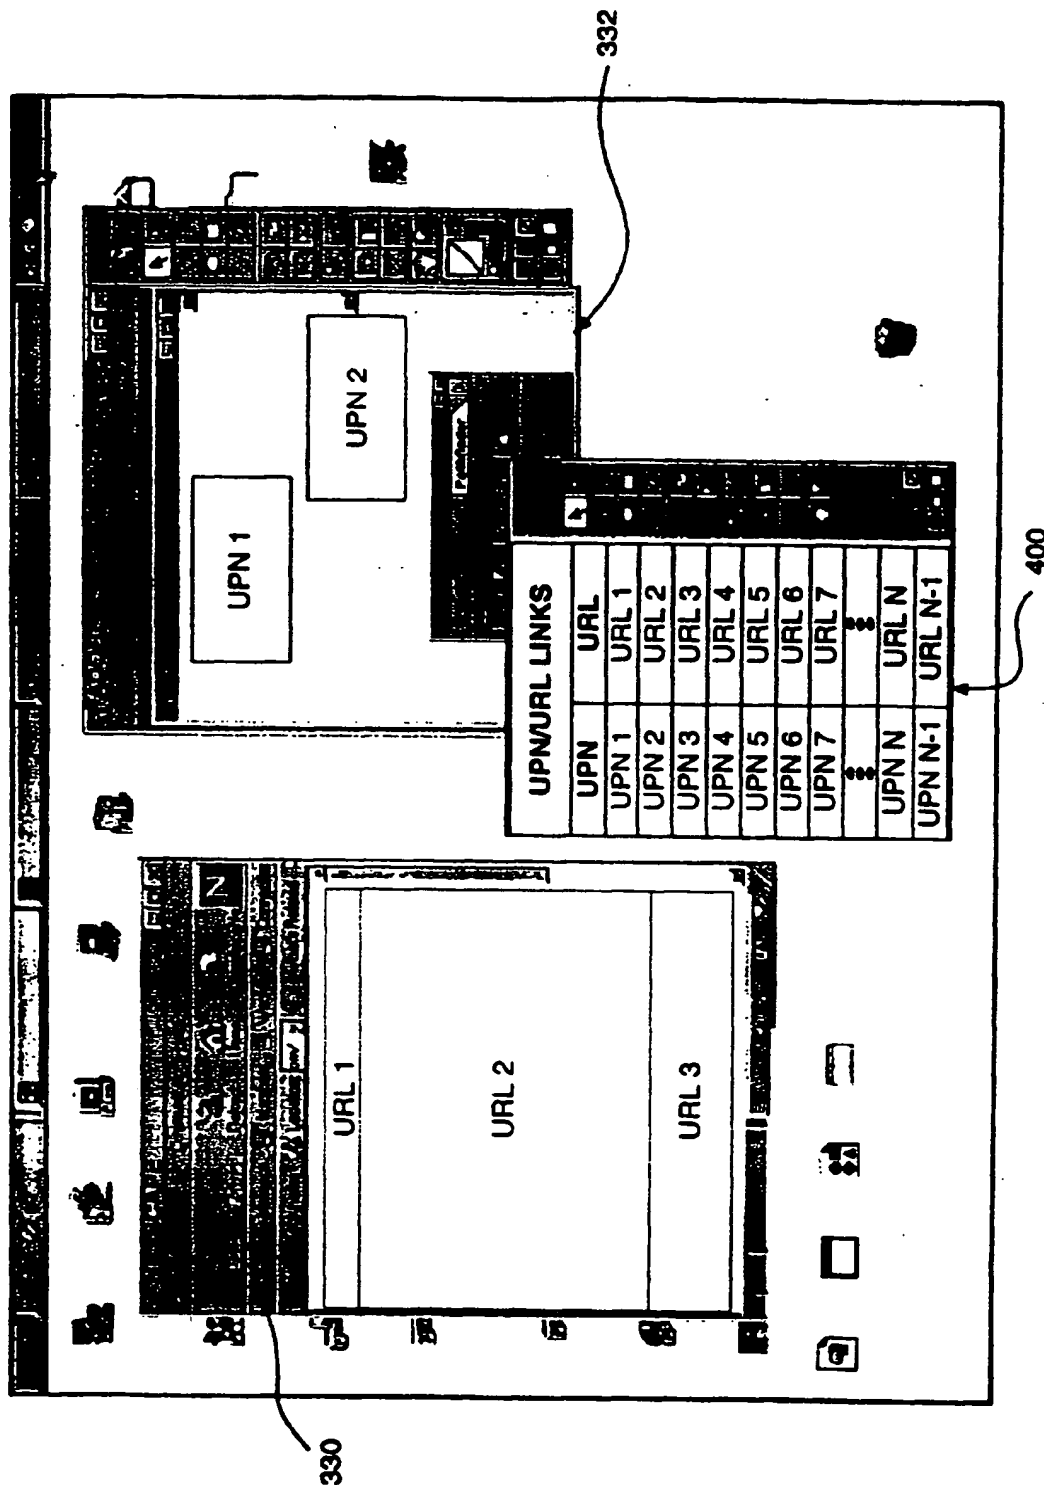 332
UPN 1
UPN 2
Pathfinder
330
N
URL 1
URL 2
URL 3
UPN/URL LINKS
UPN URL
UPN 1 URL 1
UPN 2 URL 2
UPN 3 URL 3
UPN 4 URL 4
UPN 5 URL 5
UPN 6 URL 6
UPN 7 URL 7
••• •••
UPN N URL N
UPN N-1 URL N-1
400